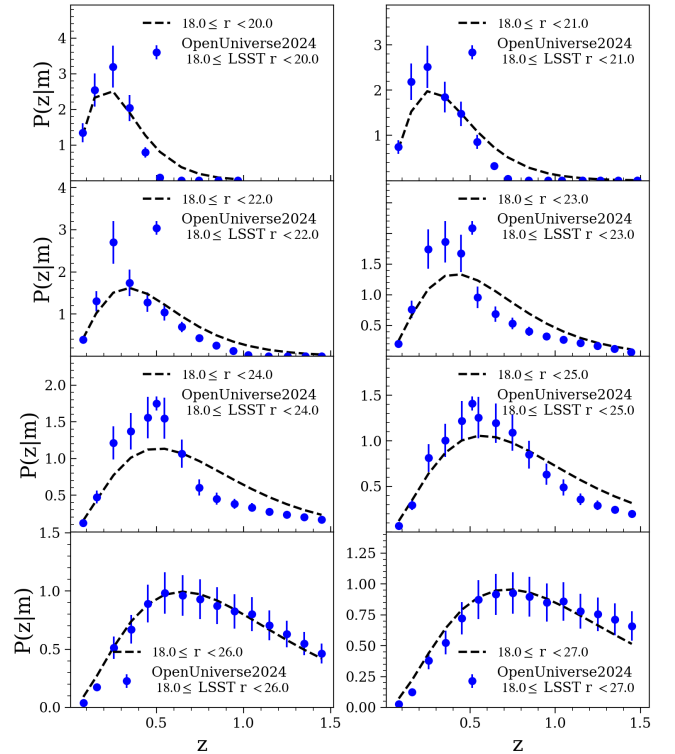 18.0≤ r <20.0
OpenUniverse2024
18.0≤ LSST r <20.0
4
3
2
1
P(z|m)
18.0≤ r <21.0
OpenUniverse2024
18.0≤ LSST r <21.0
3
2
1
18.0≤ r <22.0
OpenUniverse2024
18.0≤ LSST r <22.0
4
3
2
1
P(z|m)
18.0≤ r <23.0
OpenUniverse2024
18.0≤ LSST r <23.0
1.5
1.0
0.5
18.0≤ r <24.0
OpenUniverse2024
18.0≤ LSST r <24.0
2.0
1.5
1.0
0.5
P(z|m)
18.0≤ r <25.0
OpenUniverse2024
18.0≤ LSST r <25.0
1.5
1.0
0.5
1.5
1.0
0.5
0.0
P(z|m)
18.0≤ r <26.0
OpenUniverse2024
18.0≤ LSST r <26.0
0.5
1.0
1.5
z
1.25
1.00
0.75
0.50
0.25
0.00
18.0≤ r <27.0
OpenUniverse2024
18.0≤ LSST r <27.0
0.5
1.0
1.5
z